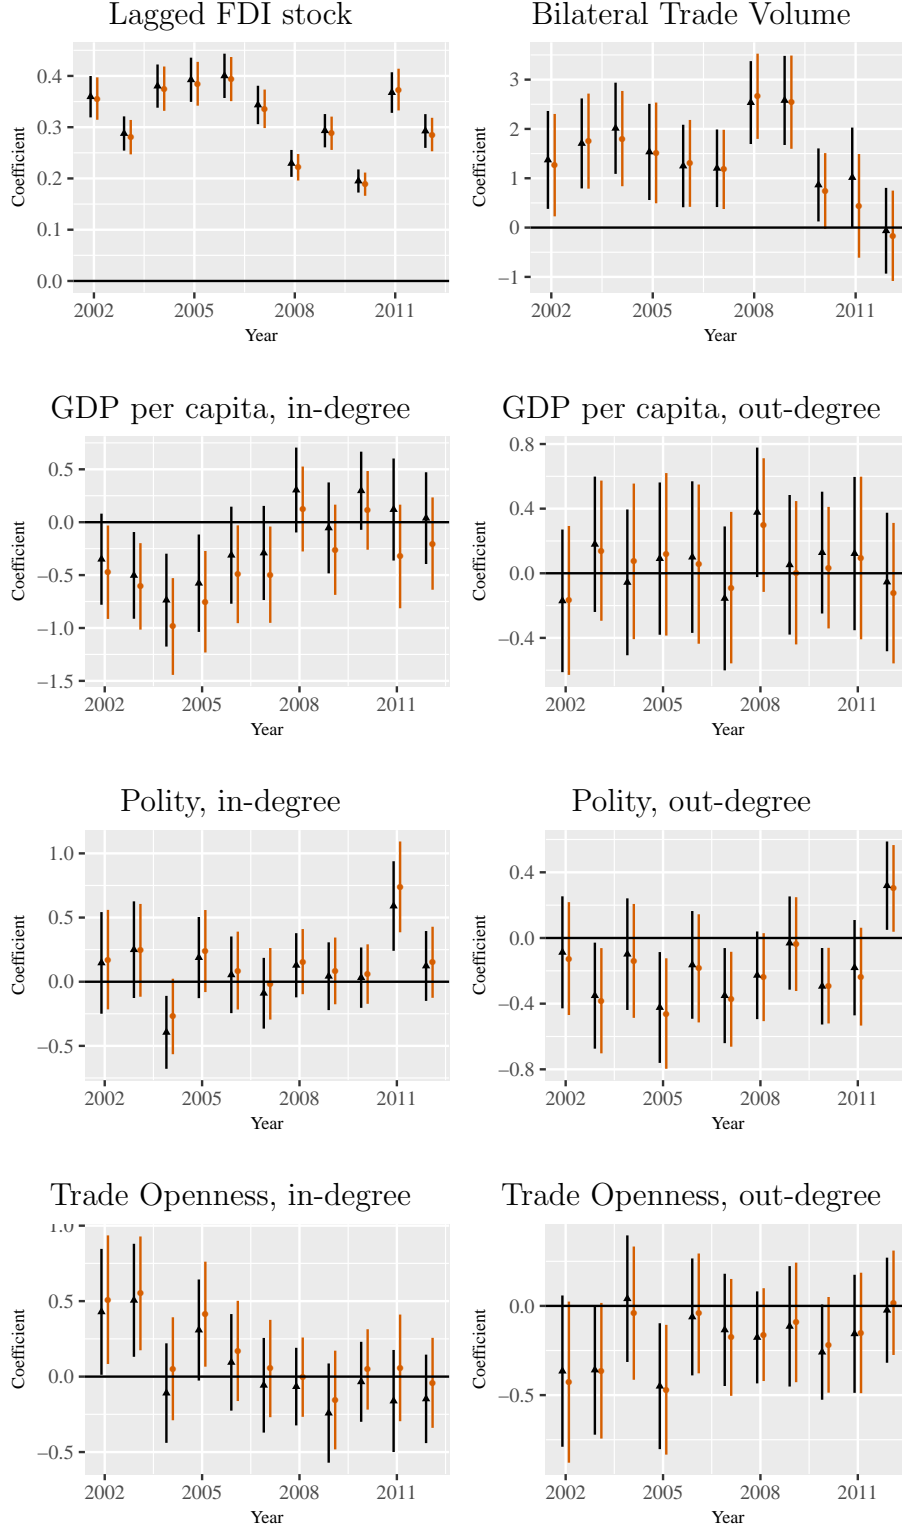 Lagged FDI stock
0.4
0.3
0.2
0.1
0.0
Coefficient
2002 2005 2008 2011
Year
Bilateral Trade Volume
3
2
1
0
−1
Coefficient
2002 2005 2008 2011
Year
GDP per capita, in-degree
0.5
0.0
−0.5
−1.0
−1.5
Coefficient
2002 2005 2008 2011
Year
GDP per capita, out-degree
0.8
0.4
0.0
−0.4
Coefficient
2002 2005 2008 2011
Year
Polity, in-degree
1.0
0.5
0.0
−0.5
Coefficient
2002 2005 2008 2011
Year
Polity, out-degree
0.4
0.0
−0.4
−0.8
Coefficient
2002 2005 2008 2011
Year
Trade Openness, in-degree
1.0
0.5
0.0
−0.5
Coefficient
2002 2005 2008 2011
Year
Trade Openness, out-degree
0.0
−0.5
Coefficient
2002 2005 2008 2011
Year